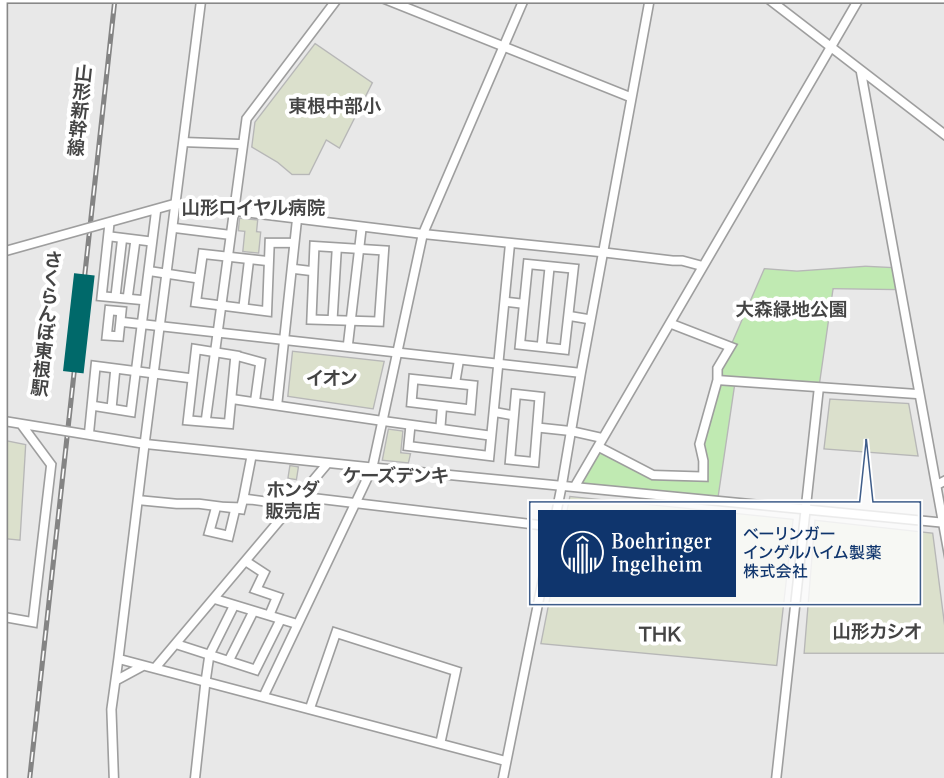 山形新幹線
東根中部小
山形ロイヤル病院
さくらんぼ東根駅
大森緑地公園
イオン
ケーズデンキ
ホンダ
販売店
Boehringer
Ingelheim
ベーリンガー
インゲルハイム製薬
株式会社
THK
山形カシオ